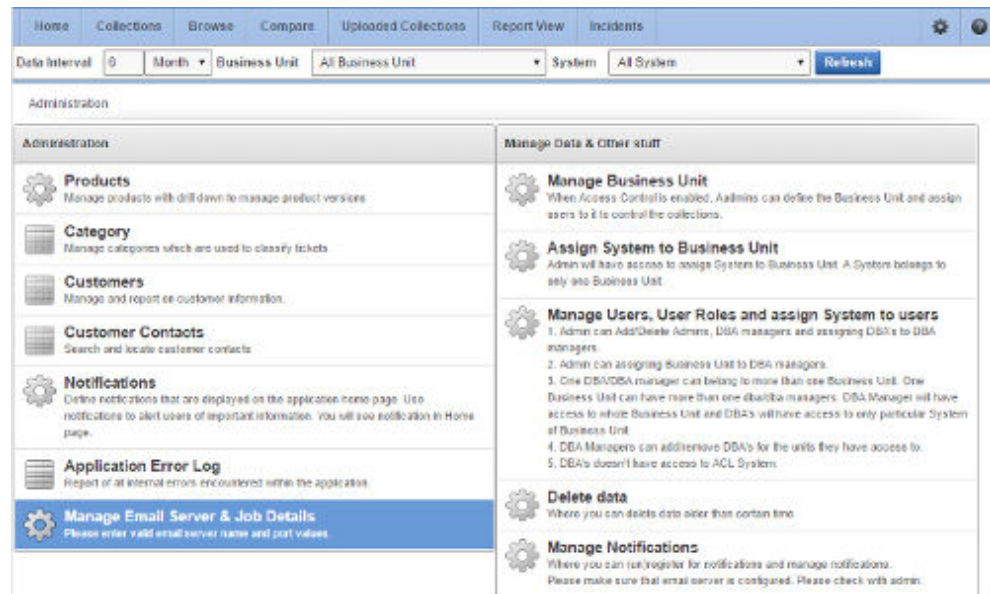 Home Collections Browse Compare Uploaded Collections Report View Incidents
Data Interval 6 Month Business Unit All Business Unit System All System Refresh
Administration
Administration
Products
Manage products with drill down to manage product versions
Category
Manage categories which are used to classify tickets
Customers
Manage and report on customer information.
Customer Contacts
Search and locate customer contacts
Notifications
Define notifications that are displayed on the application home page. Use
notifications to alert users of important information. You will see notification in Home
page.
Application Error Log
Report of all internal errors encountered within the application
Manage Email Server & Job Details
Please enter valid email server name and port values.
Manage Data & Other stuff
Manage Business Unit
When Access Control is enabled, Aadmins can define the Business Unit and assign
users to it to control the collections.
Assign System to Business Unit
Admin will have access to assign System to Business Unit. A System belongs to
only one Business Unit
Manage Users, User Roles and assign System to users
1. Admin can Add/Delete Admins, DBA managers and assigning DBA's to DBA
managers.
2. Admin can assigning Business Unit to DBA managers.
3. One DBA/DBA manager can belong to more than one Business Unit. One
Business Unit can have more than one dba/dba managers. DBA Manager will have
access to whole Business Unit and DBA's will have access to only particular System
of Business Unit
4. DBA Managers can add/remove DBA's for the units they have access to.
5. DBA's doesn't have access to ACL System.
Delete data
Where you can delete data older than certain time
Manage Notifications
Where you can (un)register for notifications and manage notifications.
Please make sure that email server is configured. Please check with admin.